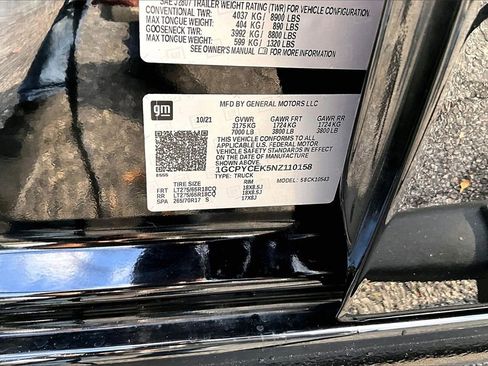 SAE J2807 TRAILER WEIGHT RATING (TWR) FOR VEHICLE CONFIGURATION
CONVENTIONAL TWR: 4037 KG / 8900 LBS
MAX TONGUE WEIGHT: 404 KG / 890 LBS
GOOSENECK TWR: 3992 KG / 8800 LBS
MAX TONGUE WEIGHT: 599 KG / 1320 LBS
SEE OWNER'S MANUAL FOR MORE INFORMATION
gm
MFD BY GENERAL MOTORS LLC
10/21 GVWR GAWR FRT GAWR RR
3175 KG 1724 KG 1724 KG
7000 LB 3800 LB 3800 LB
THIS VEHICLE CONFORMS TO ALL
APPLICABLE U.S. FEDERAL MOTOR
VEHICLE SAFETY STANDARDS IN
EFFECT ON THE DATE OF
MANUFACTURE SHOWN ABOVE.
1GCPYCEK5NZ110158
TYPE: TRUCK
MODEL:
TIRE SIZE RIM
FRT LT275/65R18CQ 18X8.5J
RR LT275/65R18CQ 18X8.5J
SPA 265/70R17 S 17X8J